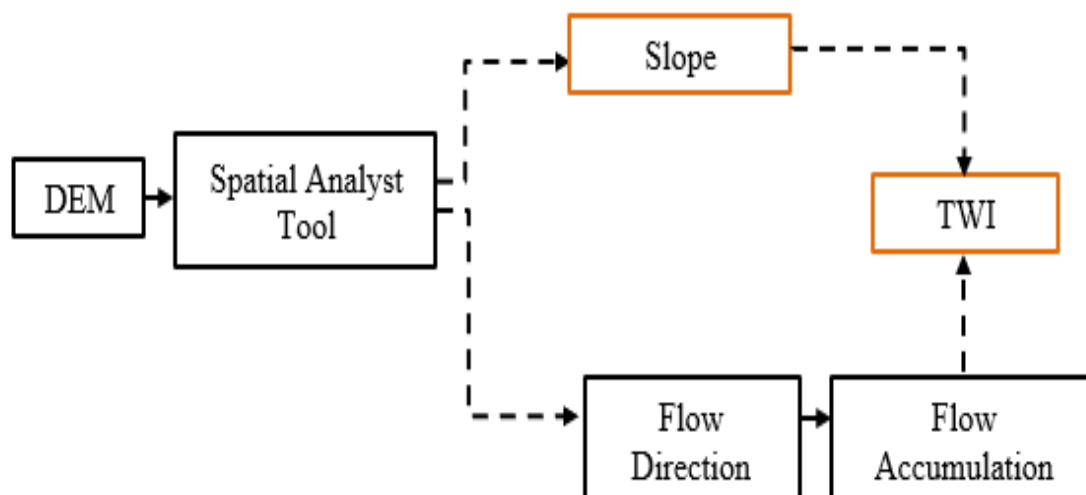 Slope
DEM
Spatial Analyst
Tool
TWI
Flow
Direction
Flow
Accumulation